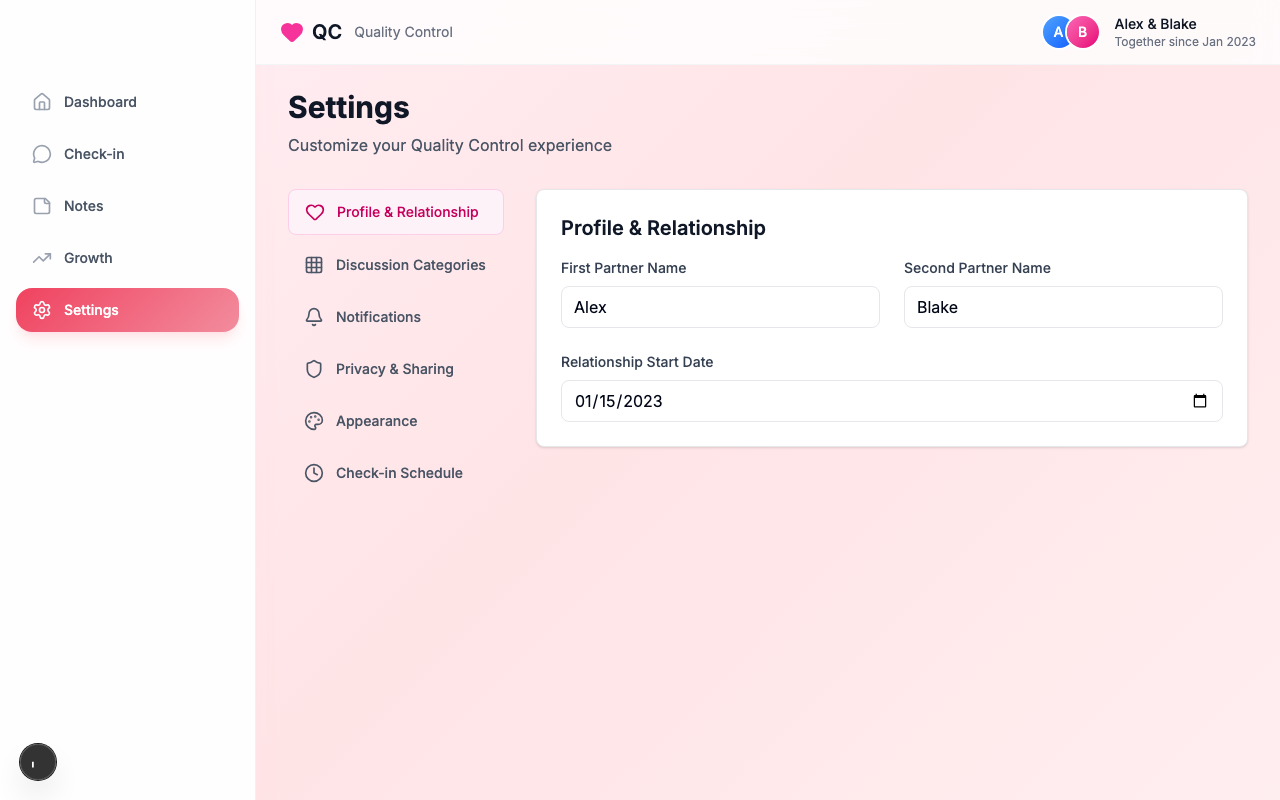 QC Quality Control
A B
Alex & Blake
Together since Jan 2023
Dashboard
Check-in
Notes
Growth
Settings
Settings
Customize your Quality Control experience
Profile & Relationship
Discussion Categories
Notifications
Privacy & Sharing
Appearance
Check-in Schedule
Profile & Relationship
First Partner Name
Second Partner Name
Alex
Blake
Relationship Start Date
01/15/2023